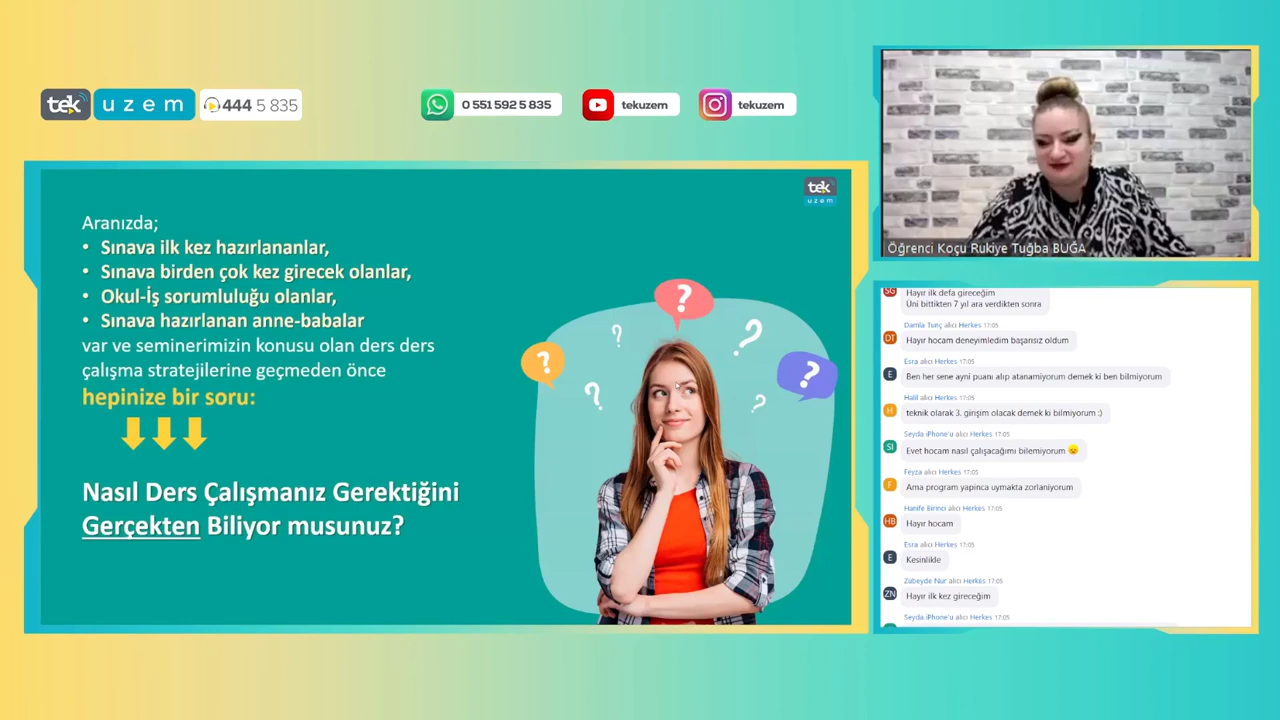 tek uzem 444 5 835
0 551 592 5 835
tekuzem
tekuzem
tek
uzem
Aranızda;
• Sınava ilk kez hazırlananlar,
• Sınava birden çok kez girecek olanlar,
• Okul-İş sorumluluğu olanlar,
• Sınava hazırlanan anne-babalar
var ve seminerimizin konusu olan ders ders
çalışma stratejilerine geçmeden önce
hepinize bir soru:
Nasıl Ders Çalışmanız Gerektiğini
Gerçekten Biliyor musunuz?
? ? ? ? ? ? ?
Öğrenci Koçu Rukiye Tuğba BUĞA
SG
Hayır ilk defa gireceğim
Üni bittikten 7 yıl ara verdikten sonra
Damla Tunç alıcı Herkes 17:05
DT
Hayır hocam deneyimledim başarısız oldum
Esra alıcı Herkes 17:05
E
Ben her sene ayni puanı alıp atanamiyorum demek ki ben bilmiyorum
Halil alıcı Herkes 17:05
H
teknik olarak 3. girişim olacak demek ki bilmiyorum :)
Seyda iPhone'u alıcı Herkes 17:05
SI
Evet hocam nasıl çalışacağımı bilemiyorum
Feyza alıcı Herkes 17:05
F
Ama program yapınca uymakta zorlaniyorum
Hanife Birinci alıcı Herkes 17:05
HB
Hayır hocam
Esra alıcı Herkes 17:05
E
Kesinlikle
Zübeyde Nur alıcı Herkes 17:05
ZN
Hayır ilk kez gireceğim
Seyda iPhone'u alıcı Herkes 17:05